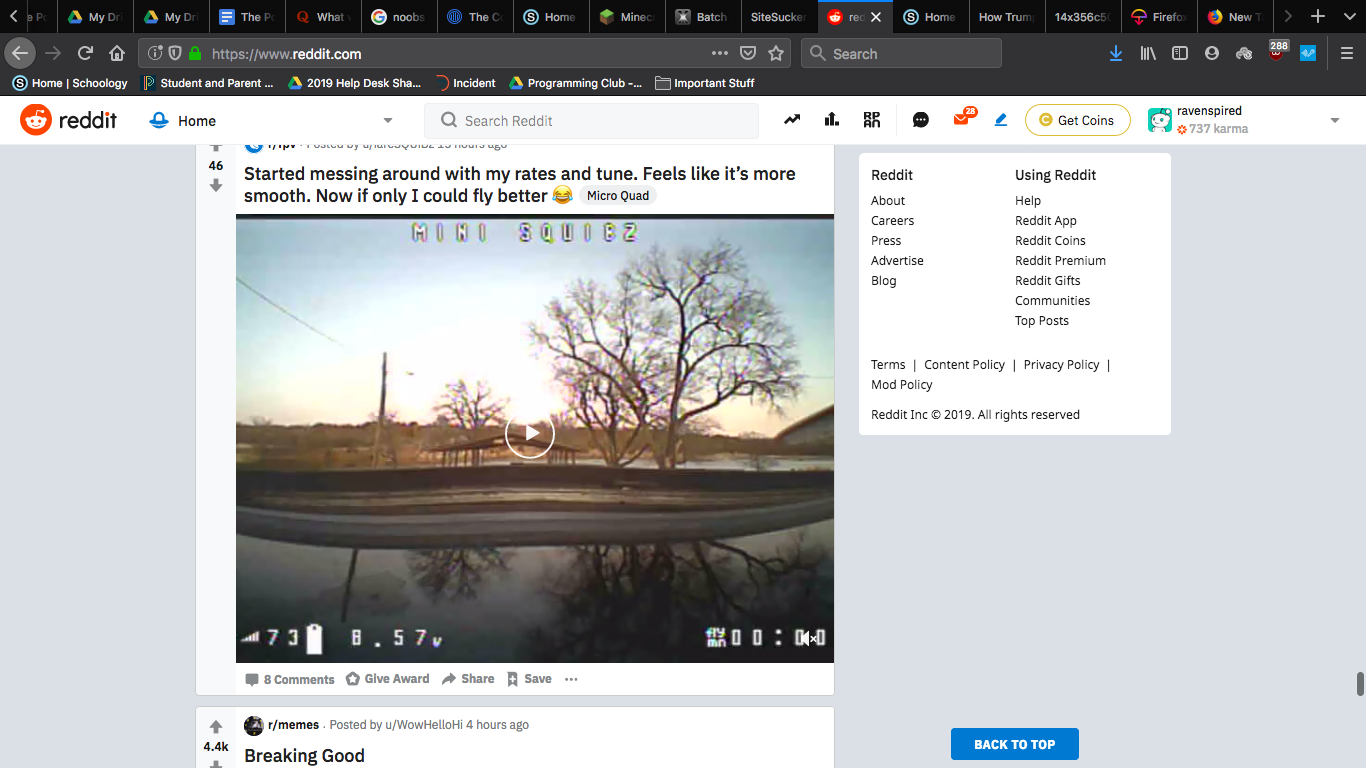 My Dri
My Dri
The Po
What
noobs
The C
Home
Minec
Batch
SiteSucker
red
Home
How Trum
14x356c50
Firefo
New T
https://www.reddit.com
Search
288
Home | Schoology
Student and Parent ...
2019 Help Desk Sha...
Incident
Programming Club -...
Important Stuff
reddit
Home
Search Reddit
28
Get Coins
ravenspired
737 karma
r/fpv · Posted by u/iareSQUIBz 13 hours ago
46
Started messing around with my rates and tune. Feels like it’s more
smooth. Now if only I could fly better 😂 Micro Quad
MINI SQUIBZ
73 8.57v
fly mn 00:00
8 Comments Give Award Share Save ...
r/memes · Posted by u/WowHelloHi 4 hours ago
4.4k
Breaking Good
Reddit
About
Careers
Press
Advertise
Blog
Using Reddit
Help
Reddit App
Reddit Coins
Reddit Premium
Reddit Gifts
Communities
Top Posts
Terms | Content Policy | Privacy Policy |
Mod Policy
Reddit Inc © 2019. All rights reserved
BACK TO TOP